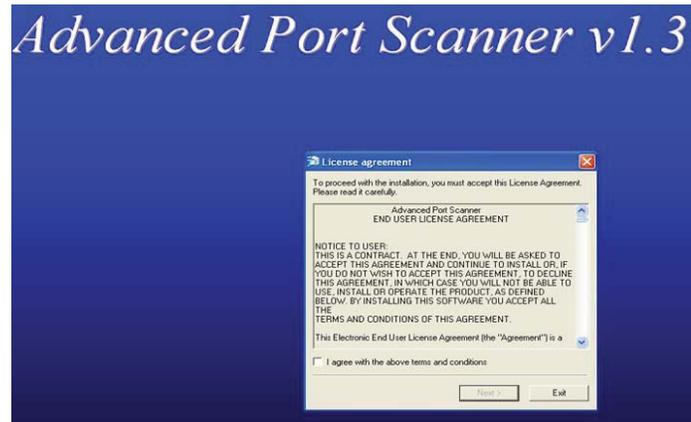 Advanced Port Scanner v1.3
License agreement
To proceed with the installation, you must accept this License Agreement.
Please read it carefully.
Advanced Port Scanner
END USER LICENSE AGREEMENT
NOTICE TO USER:
THIS IS A CONTRACT. AT THE END, YOU WILL BE ASKED TO
ACCEPT THIS AGREEMENT AND CONTINUE TO INSTALL OR, IF
YOU DO NOT WISH TO ACCEPT THIS AGREEMENT, TO DECLINE
THIS AGREEMENT, IN WHICH CASE YOU WILL NOT BE ABLE TO
USE, INSTALL OR OPERATE THE PRODUCT, AS DEFINED
BELOW. BY INSTALLING THIS SOFTWARE YOU ACCEPT ALL
THE
TERMS AND CONDITIONS OF THIS AGREEMENT.
This Electronic End User License Agreement (the "Agreement") is a
I agree with the above terms and conditions
Next >
Exit